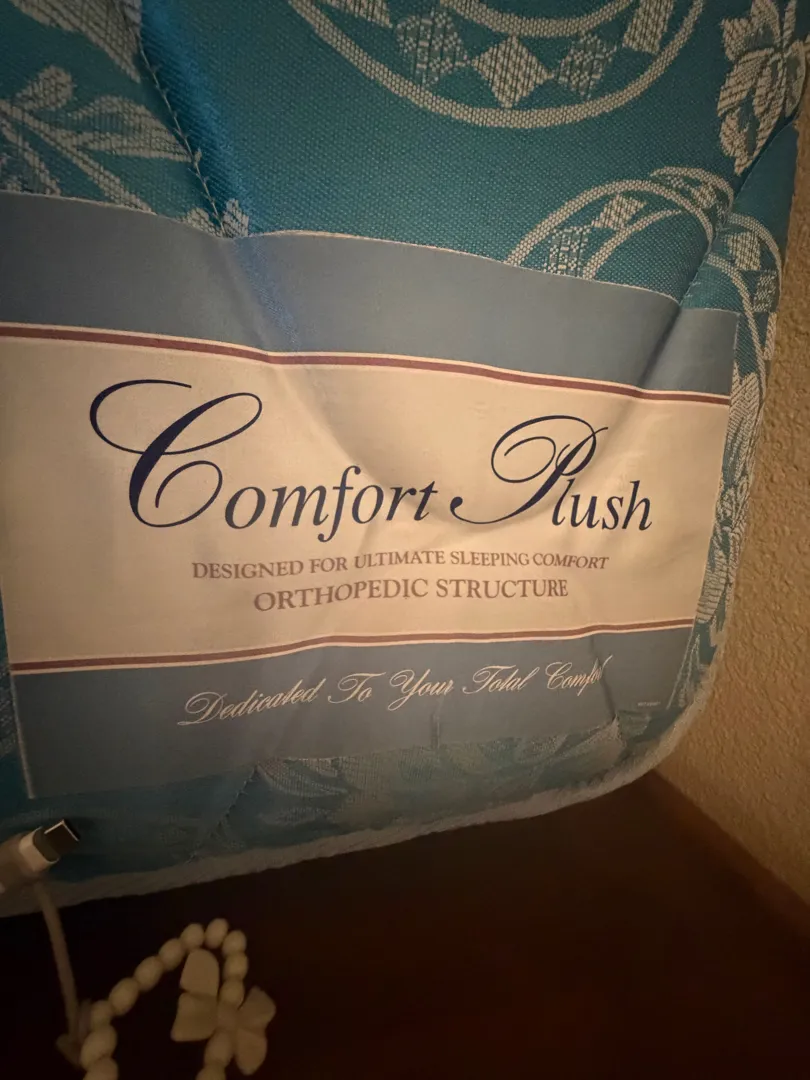 Comfort Plush
DESIGNED FOR ULTIMATE SLEEPING COMFORT
ORTHOPEDIC STRUCTURE
Dedicated To Your Total